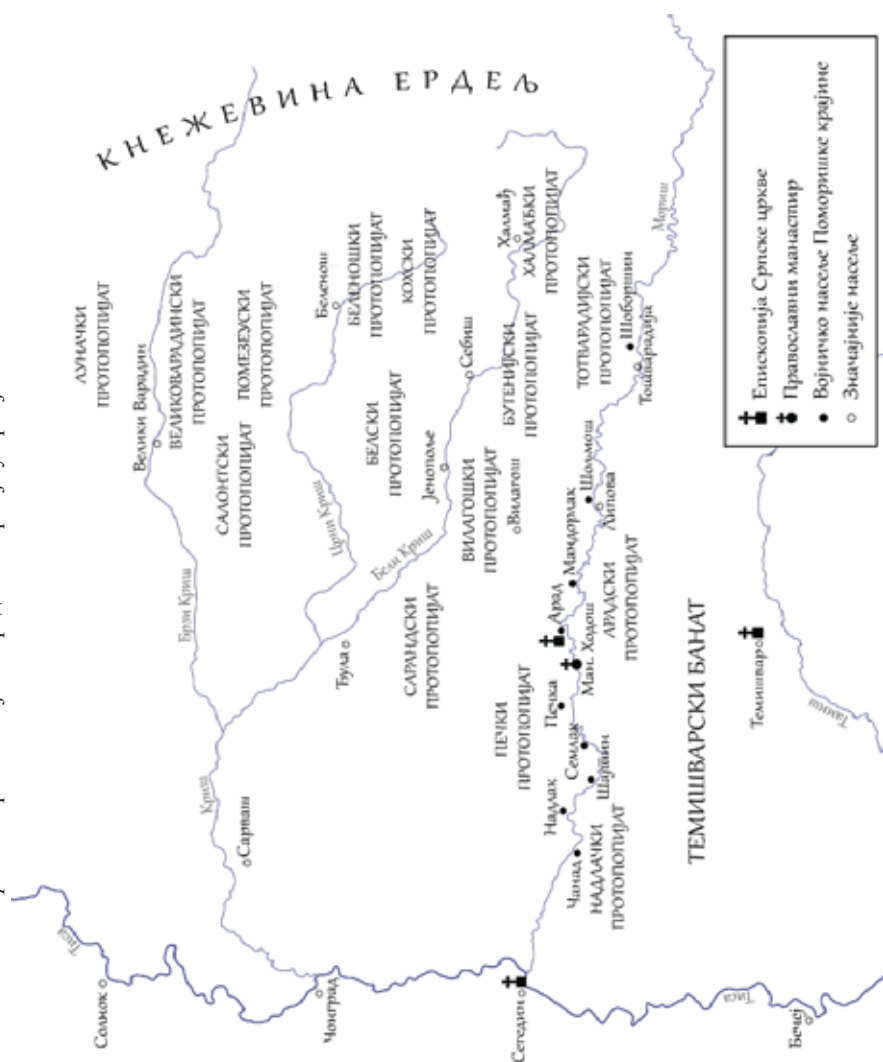 КНЕЖЕВИНА ЕРДЕЉ
ЛУНАЧКИ
ПРОТОПОПИЈАТ
Велики Варадин
ВЕЛИКОВАРАДИНСКИ
ПРОТОПОПИЈАТ
ПОМЕЗЕУСКИ
ПРОТОПОПИЈАТ
САЛОНТСКИ
ПРОТОПОПИЈАТ
Беленош
БЕЛЕНОШКИ
ПРОТОПОПИЈАТ
КОХСКИ
ПРОТОПОПИЈАТ
Брзи Криш
Црни Криш
Бели Криш
Криш
БЕЛСКИ
ПРОТОПОПИЈАТ
Јенопоље
Себиш
Халмађ
ХАЛМАЂКИ
ПРОТОПОПИЈАТ
БУТЕНИЈСКИ
ПРОТОПОПИЈАТ
ВИЛАГОШКИ
ПРОТОПОПИЈАТ
Вилагош
Ђула
САРАНДСКИ
ПРОТОПОПИЈАТ
Сарваш
Солнок
Тиса
Чонград
Сегедин
Тиса
Бечеј
ТОТВАРАДИЈСКИ
ПРОТОПОПИЈАТ
Шоборшин
Тотварадија
Мориш
Шољмош
Липова
Мандорлак
Арад
АРАДСКИ
ПРОТОПОПИЈАТ
Ман. Ходош
Печка
ПЕЧКИ
ПРОТОПОПИЈАТ
Семлак
Надлак
Чанад
НАДЛАЧКИ
ПРОТОПОПИЈАТ
ТЕМИШВАРСКИ БАНАТ
Темишвар
Тамиш
Епископија Српске цркве
Православни манастир
Војничко насеље Поморишке крајине
Значајније насеље